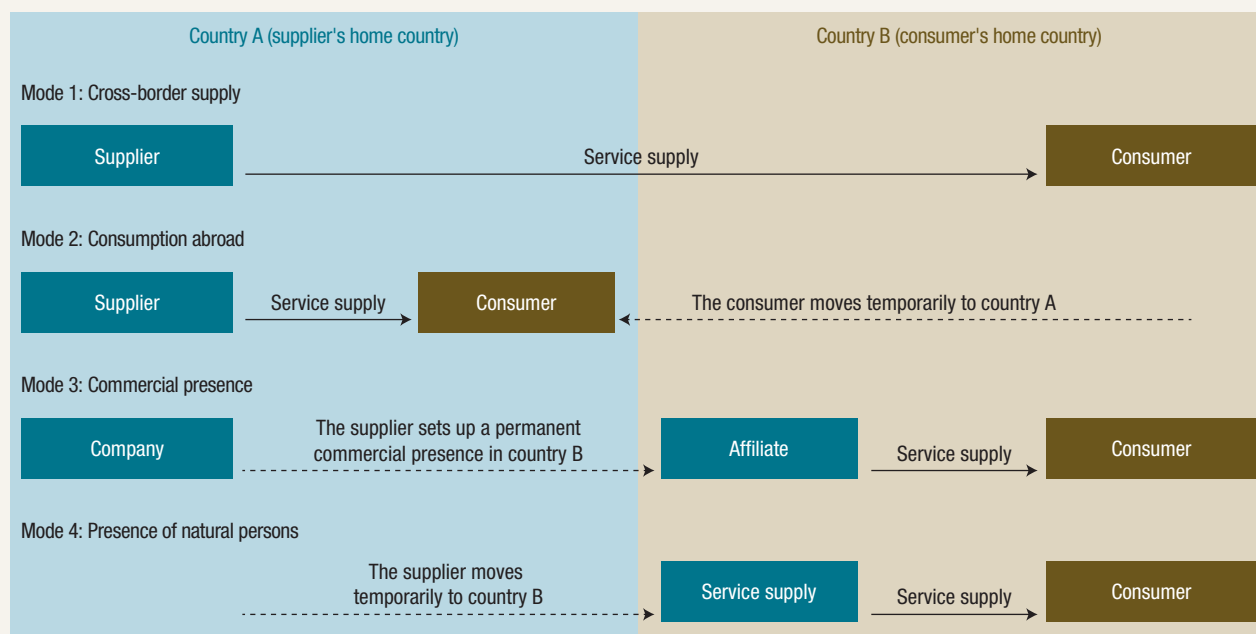 Country A (supplier's home country)
Country B (consumer's home country)
Mode 1: Cross-border supply
Supplier
Service supply
Consumer
Mode 2: Consumption abroad
Supplier
Service supply
Consumer
The consumer moves temporarily to country A
Mode 3: Commercial presence
Company
The supplier sets up a permanent
commercial presence in country B
Affiliate
Service supply
Consumer
Mode 4: Presence of natural persons
The supplier moves
temporarily to country B
Service supply
Service supply
Consumer